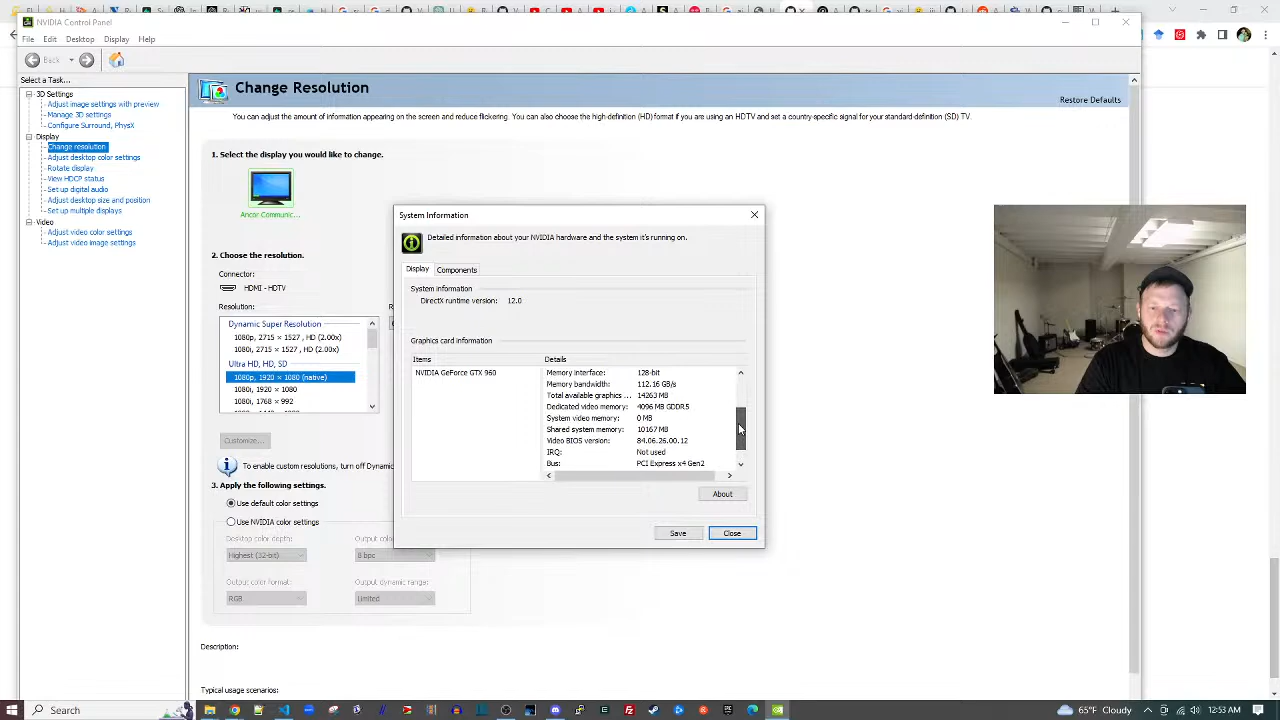 NVIDIA Control Panel
File Edit Desktop Display Help
Back
Select a Task...
3D Settings
Adjust image settings with preview
Manage 3D settings
Configure Surround, PhysX
Display
Change resolution
Adjust desktop color settings
Rotate display
View HDCP status
Set up digital audio
Adjust desktop size and position
Set up multiple displays
Video
Adjust video color settings
Adjust video image settings
Change Resolution
Restore Defaults
You can adjust the amount of information appearing on the screen and reduce flickering. You can also choose the high-definition (HD) format if you are using an HDTV and set a country-specific signal for your standard-definition (SD) TV.
1. Select the display you would like to change.
Ancor Communic...
2. Choose the resolution.
Connector:
HDMI - HDTV
Resolution:
Dynamic Super Resolution
1080p, 2715 × 1527, HD (2.00x)
1080i, 2715 × 1527, HD (2.00x)
Ultra HD, HD, SD
1080p, 1920 × 1080 (native)
1080i, 1920 × 1080
1080i, 1768 × 992
Customize...
To enable custom resolutions, turn off Dynamic
3. Apply the following settings.
Use default color settings
Use NVIDIA color settings
Desktop color depth:
Highest (32-bit)
8 bpc
Output color format:
RGB
Output dynamic range:
Limited
Description:
Typical usage scenarios:
System Information
Detailed information about your NVIDIA hardware and the system it's running on.
Display Components
System information
DirectX runtime version: 12.0
Graphics card information
Items Details
NVIDIA GeForce GTX 960
Memory interface: 128-bit
Memory bandwidth: 112.16 GB/s
Total available graphics ... 14263 MB
Dedicated video memory: 4096 MB GDDR5
System video memory: 0 MB
Shared system memory: 10167 MB
Video BIOS version: 84.06.26.00.12
IRQ: Not used
Bus: PCI Express x4 Gen2
About
Save Close
Search
65°F Cloudy
12:53 AM